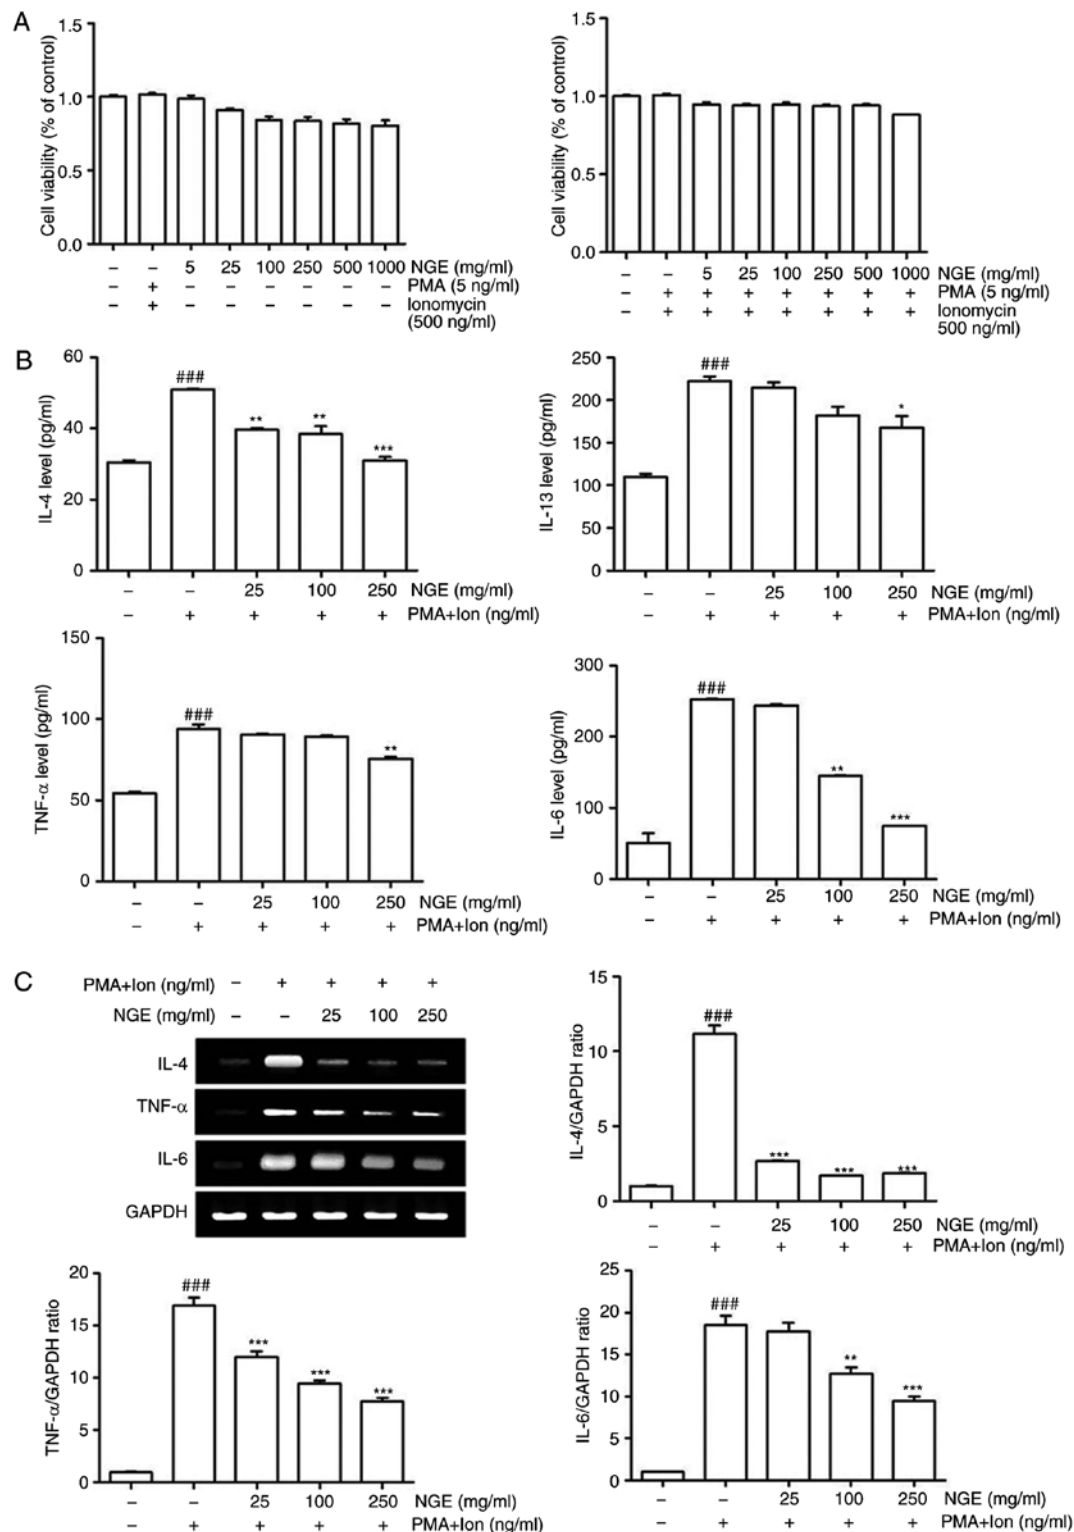 A
Cell viability (% of control)
1.5
1.0
0.5
0.0
– – 5 25 100 250 500 1000 NGE (mg/ml)
– + – – – – – – PMA (5 ng/ml)
– + – – – – – – Ionomycin
(500 ng/ml)
Cell viability (% of control)
1.5
1.0
0.5
0.0
– – 5 25 100 250 500 1000 NGE (mg/ml)
– + + + + + + + PMA (5 ng/ml)
– + + + + + + + Ionomycin
500 ng/ml)
B
IL-4 level (pg/ml)
60
40
20
0
###
**
**
***
– – 25 100 250 NGE (mg/ml)
– + + + + PMA+Ion (ng/ml)
IL-13 level (pg/ml)
250
200
150
100
50
0
###
*
– – 25 100 250 NGE (mg/ml)
– + + + + PMA+Ion (ng/ml)
TNF-α level (pg/ml)
150
100
50
0
###
**
– – 25 100 250 NGE (mg/ml)
– + + + + PMA+Ion (ng/ml)
IL-6 level (pg/ml)
300
200
100
0
###
**
***
– – 25 100 250 NGE (mg/ml)
– + + + + PMA+Ion (ng/ml)
C
PMA+Ion (ng/ml) – + + + +
NGE (mg/ml) – – 25 100 250
IL-4
TNF-α
IL-6
GAPDH
IL-4/GAPDH ratio
15
10
5
0
###
***
***
***
– – 25 100 250 NGE (mg/ml)
– + + + + PMA+Ion (ng/ml)
TNF-α/GAPDH ratio
20
15
10
5
0
###
***
***
***
– – 25 100 250 NGE (mg/ml)
– + + + + PMA+Ion (ng/ml)
IL-6/GAPDH ratio
25
20
15
10
5
0
###
**
***
– – 25 100 250 NGE (mg/ml)
– + + + + PMA+Ion (ng/ml)